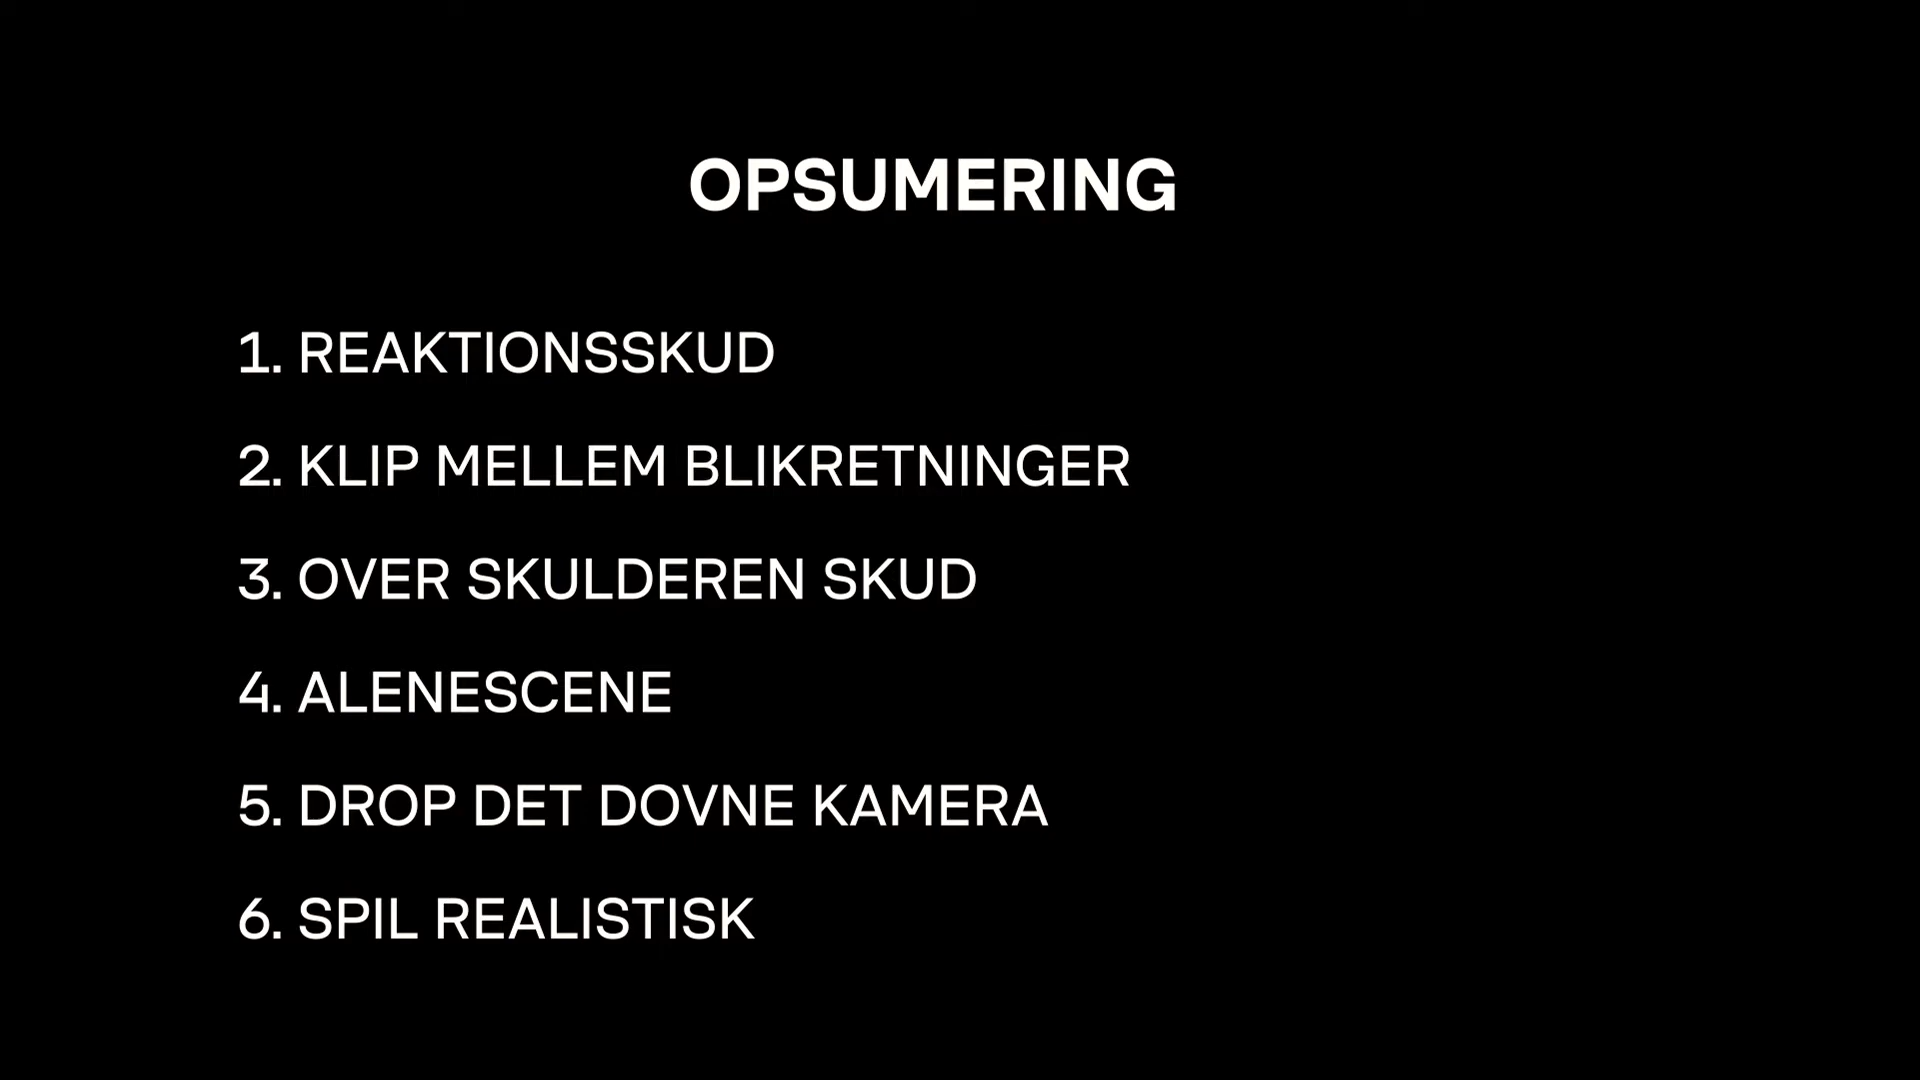 OPSUMERING
1. REAKTIONSSKUD
2. KLIP MELLEM BLIKRETNINGER
3. OVER SKULDEREN SKUD
4. ALENESCENE
5. DROP DET DOVNE KAMERA
6. SPIL REALISTISK